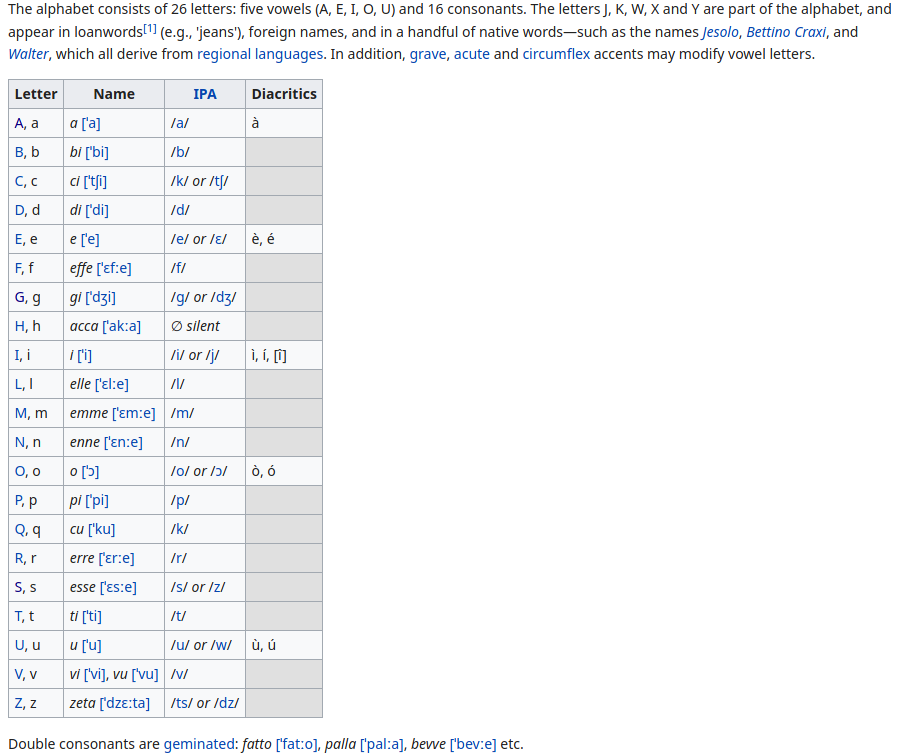 The alphabet consists of 26 letters: five vowels (A, E, I, O, U) and 16 consonants. The letters J, K, W, X and Y are part of the alphabet, and
appear in loanwords[1] (e.g., 'jeans'), foreign names, and in a handful of native words—such as the names Jesolo, Bettino Craxi, and
Walter, which all derive from regional languages. In addition, grave, acute and circumflex accents may modify vowel letters.
Letter Name IPA Diacritics
A, a a [ˈa] /a/ à
B, b bi [ˈbi] /b/
C, c ci [ˈtʃi] /k/ or /tʃ/
D, d di [ˈdi] /d/
E, e e [ˈe] /e/ or /ɛ/ è, é
F, f effe [ˈɛfːe] /f/
G, g gi [ˈdʒi] /ɡ/ or /dʒ/
H, h acca [ˈakːa] ∅ silent
I, i i [ˈi] /i/ or /j/ ì, í, [î]
L, l elle [ˈɛlːe] /l/
M, m emme [ˈɛmːe] /m/
N, n enne [ˈɛnːe] /n/
O, o o [ˈɔ] /o/ or /ɔ/ ò, ó
P, p pi [ˈpi] /p/
Q, q cu [ˈku] /k/
R, r erre [ˈɛrːe] /r/
S, s esse [ˈɛsːe] /s/ or /z/
T, t ti [ˈti] /t/
U, u u [ˈu] /u/ or /w/ ù, ú
V, v vi [ˈvi], vu [ˈvu] /v/
Z, z zeta [ˈdzɛːta] /ts/ or /dz/
Double consonants are geminated: fatto [ˈfatːo], palla [ˈpalːa], bevve [ˈbevːe] etc.